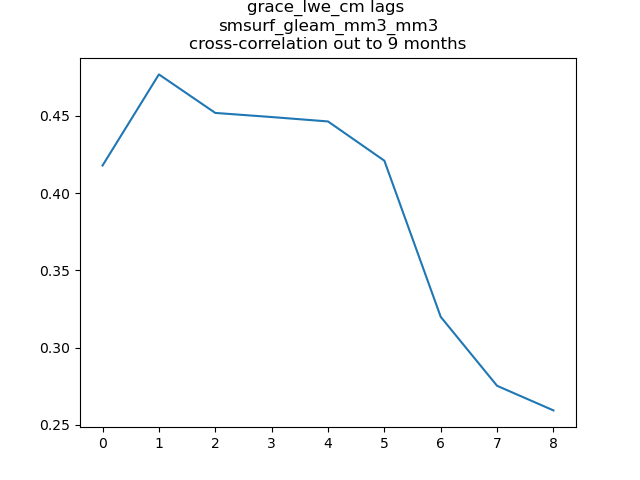 grace_lwe_cm lags
smsurf_gleam_mm3_mm3
cross-correlation out to 9 months
0.45
0.40
0.35
0.30
0.25
0 1 2 3 4 5 6 7 8